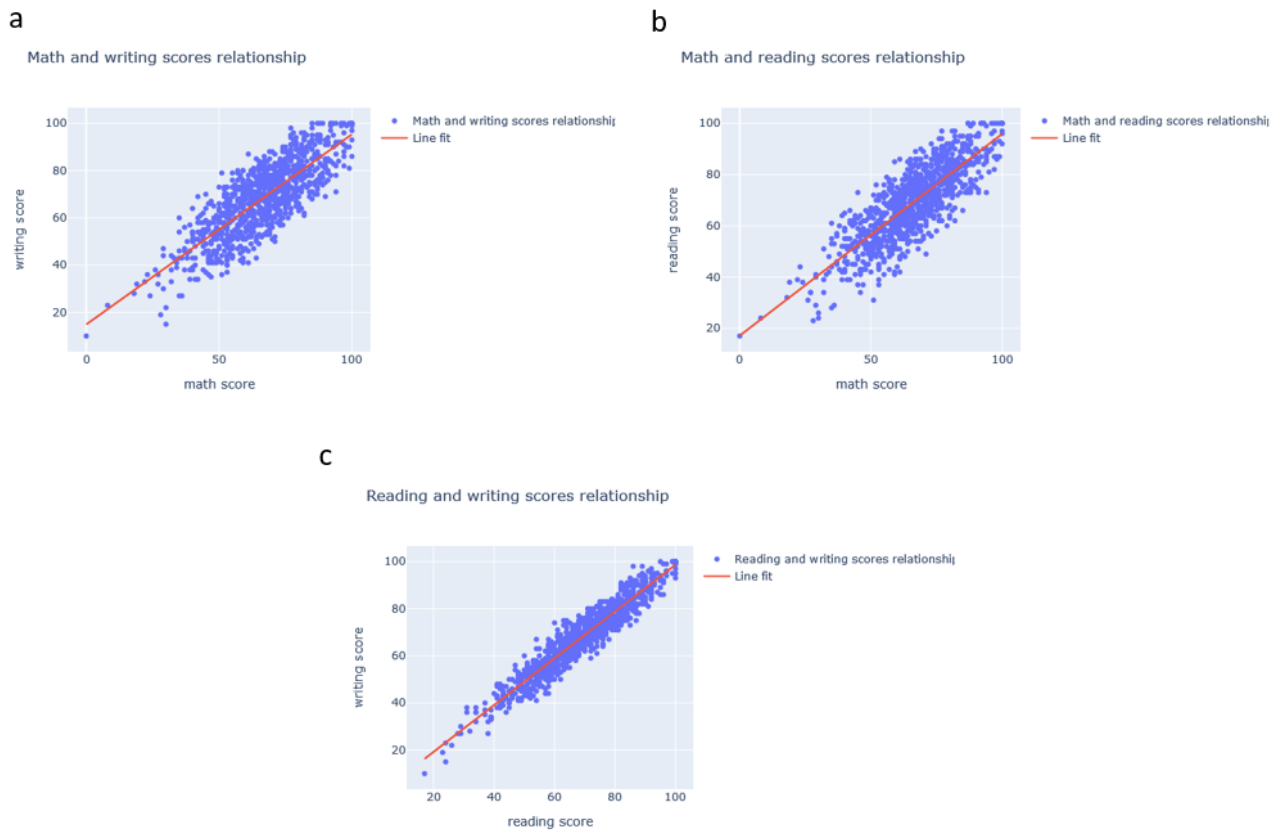 a
Math and writing scores relationship
100
80
60
40
20
0
50
100
writing score
math score
Math and writing scores relationship
Line fit
b
Math and reading scores relationship
100
80
60
40
20
0
50
100
reading score
math score
Math and reading scores relationship
Line fit
c
Reading and writing scores relationship
100
80
60
40
20
20
40
60
80
100
writing score
reading score
Reading and writing scores relationship
Line fit